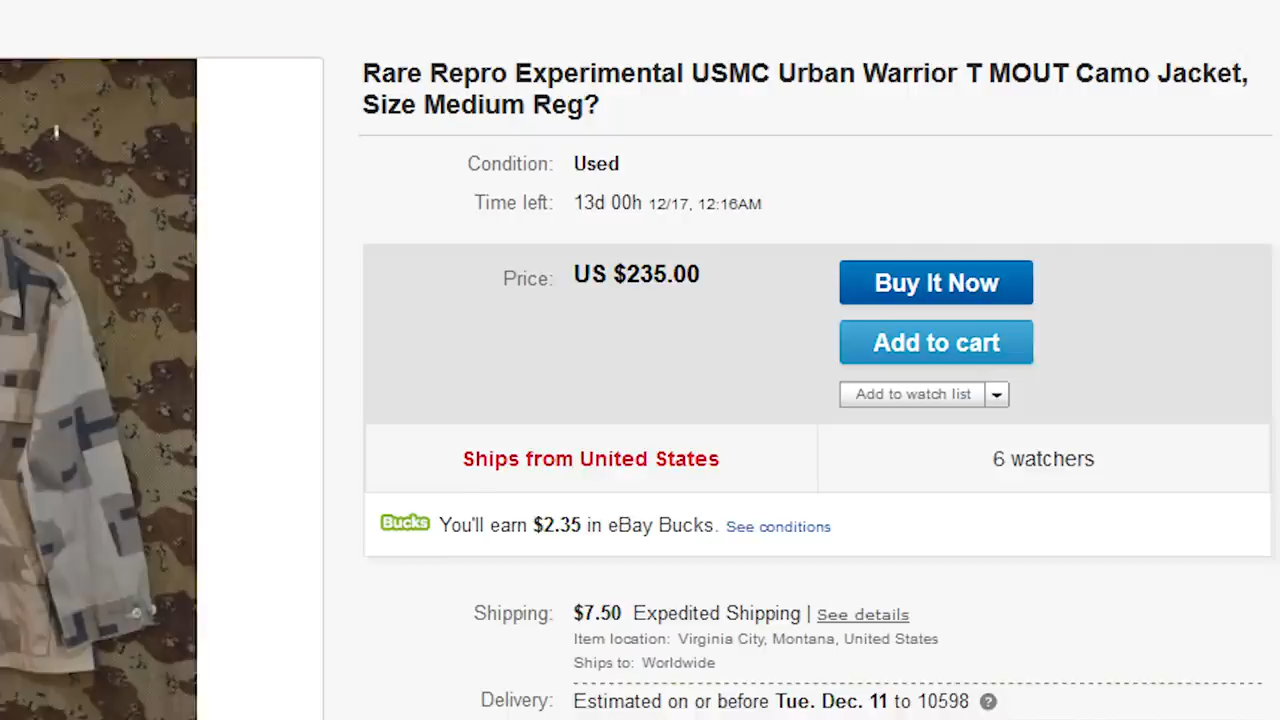 Rare Repro Experimental USMC Urban Warrior T MOUT Camo Jacket,
Size Medium Reg?
Condition: Used
Time left: 13d 00h 12/17, 12:16AM
Price: US $235.00
Buy It Now
Add to cart
Add to watch list
Ships from United States
6 watchers
Bucks You'll earn $2.35 in eBay Bucks. See conditions
Shipping: $7.50 Expedited Shipping | See details
Item location: Virginia City, Montana, United States
Ships to: Worldwide
Delivery: Estimated on or before Tue. Dec. 11 to 10598 ?